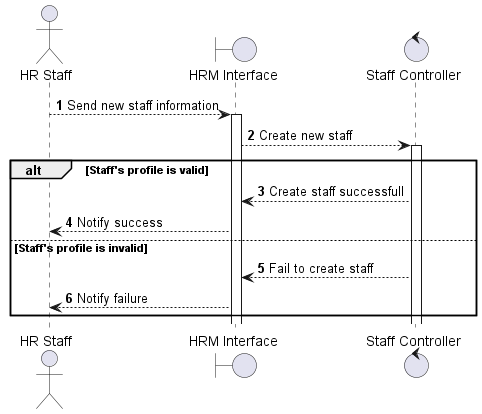 HR Staff
HRM Interface
Staff Controller
1 Send new staff information
2 Create new staff
alt
[Staff's profile is valid]
3 Create staff successfull
4 Notify success
[Staff's profile is invalid]
5 Fail to create staff
6 Notify failure
HR Staff
HRM Interface
Staff Controller